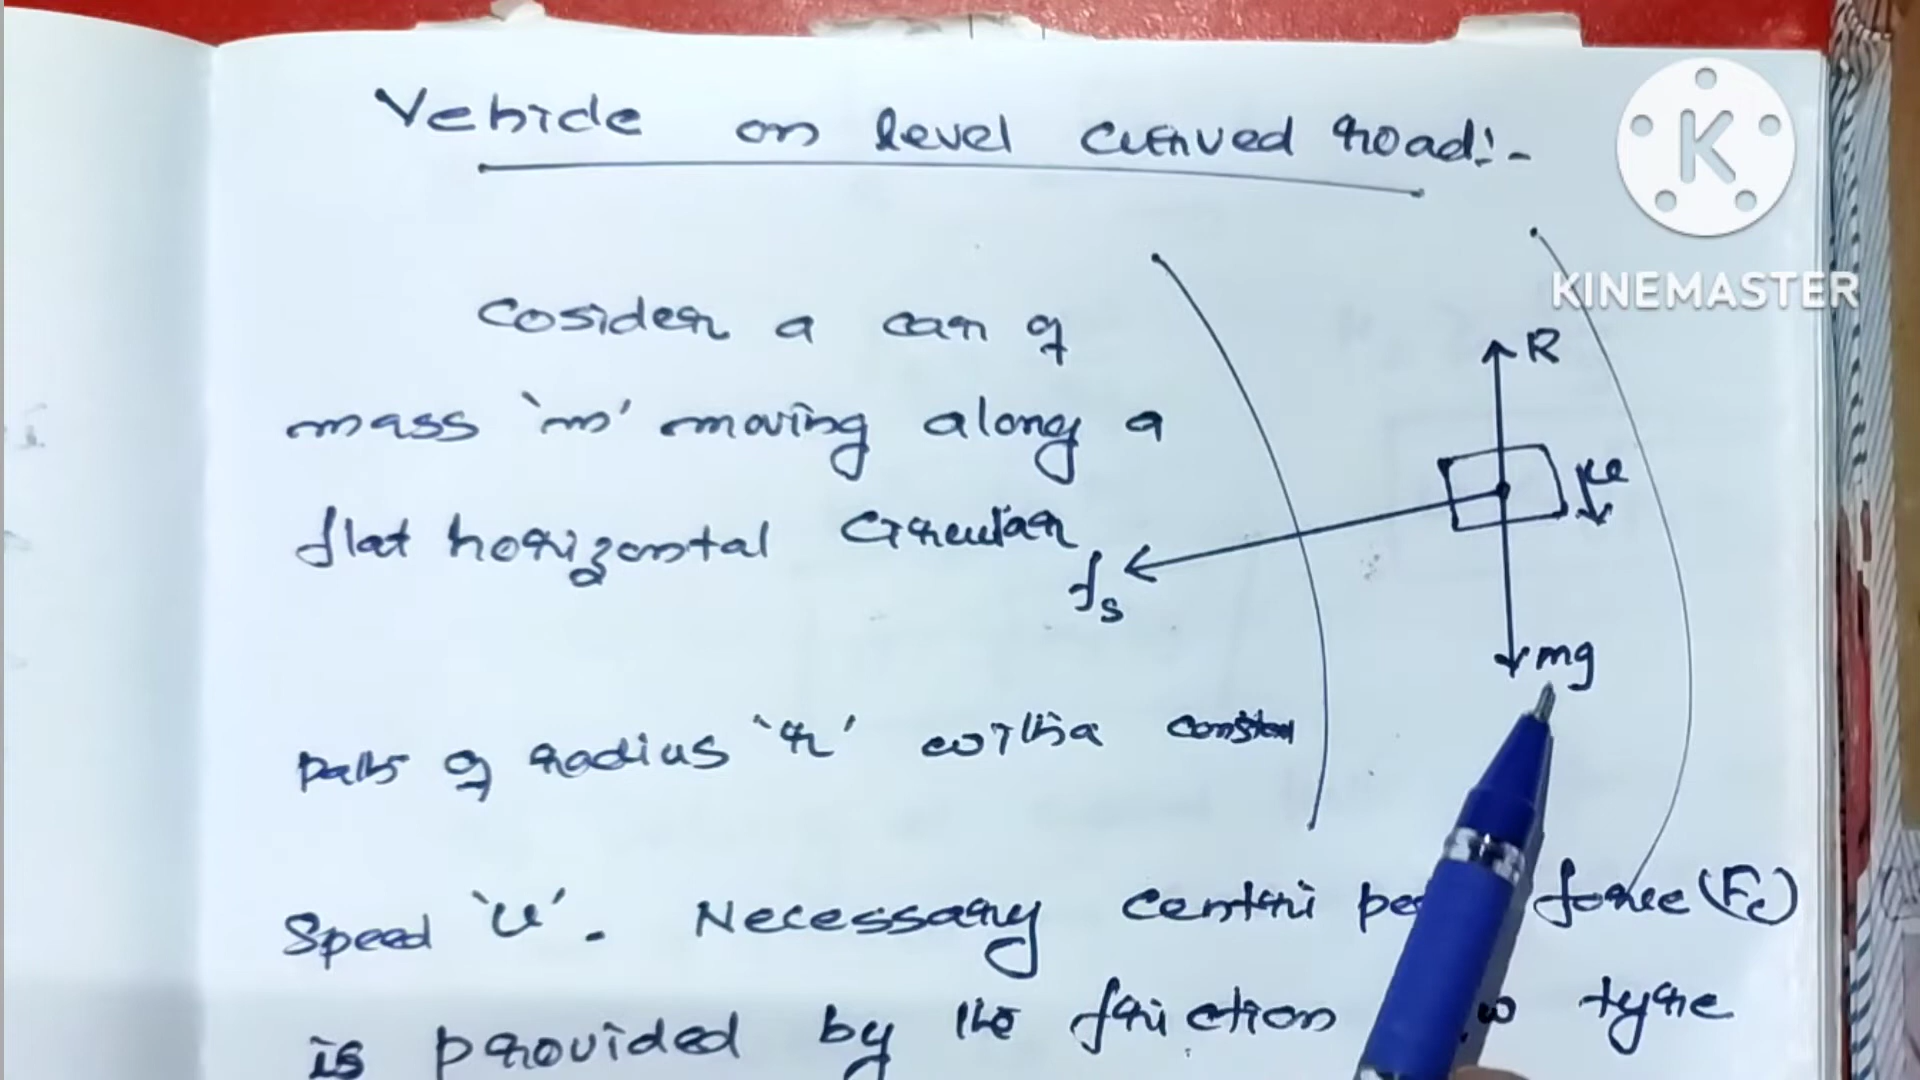 Vehicle on level curved road:-
K
KINEMASTER
Cosider a car of
mass 'm' moving along a
flat horizontal circular
path of radius 'r' with a constant
speed 'v'. Necessary centri pe force (Fc)
is provided by the friction tyre
R
fs
mg